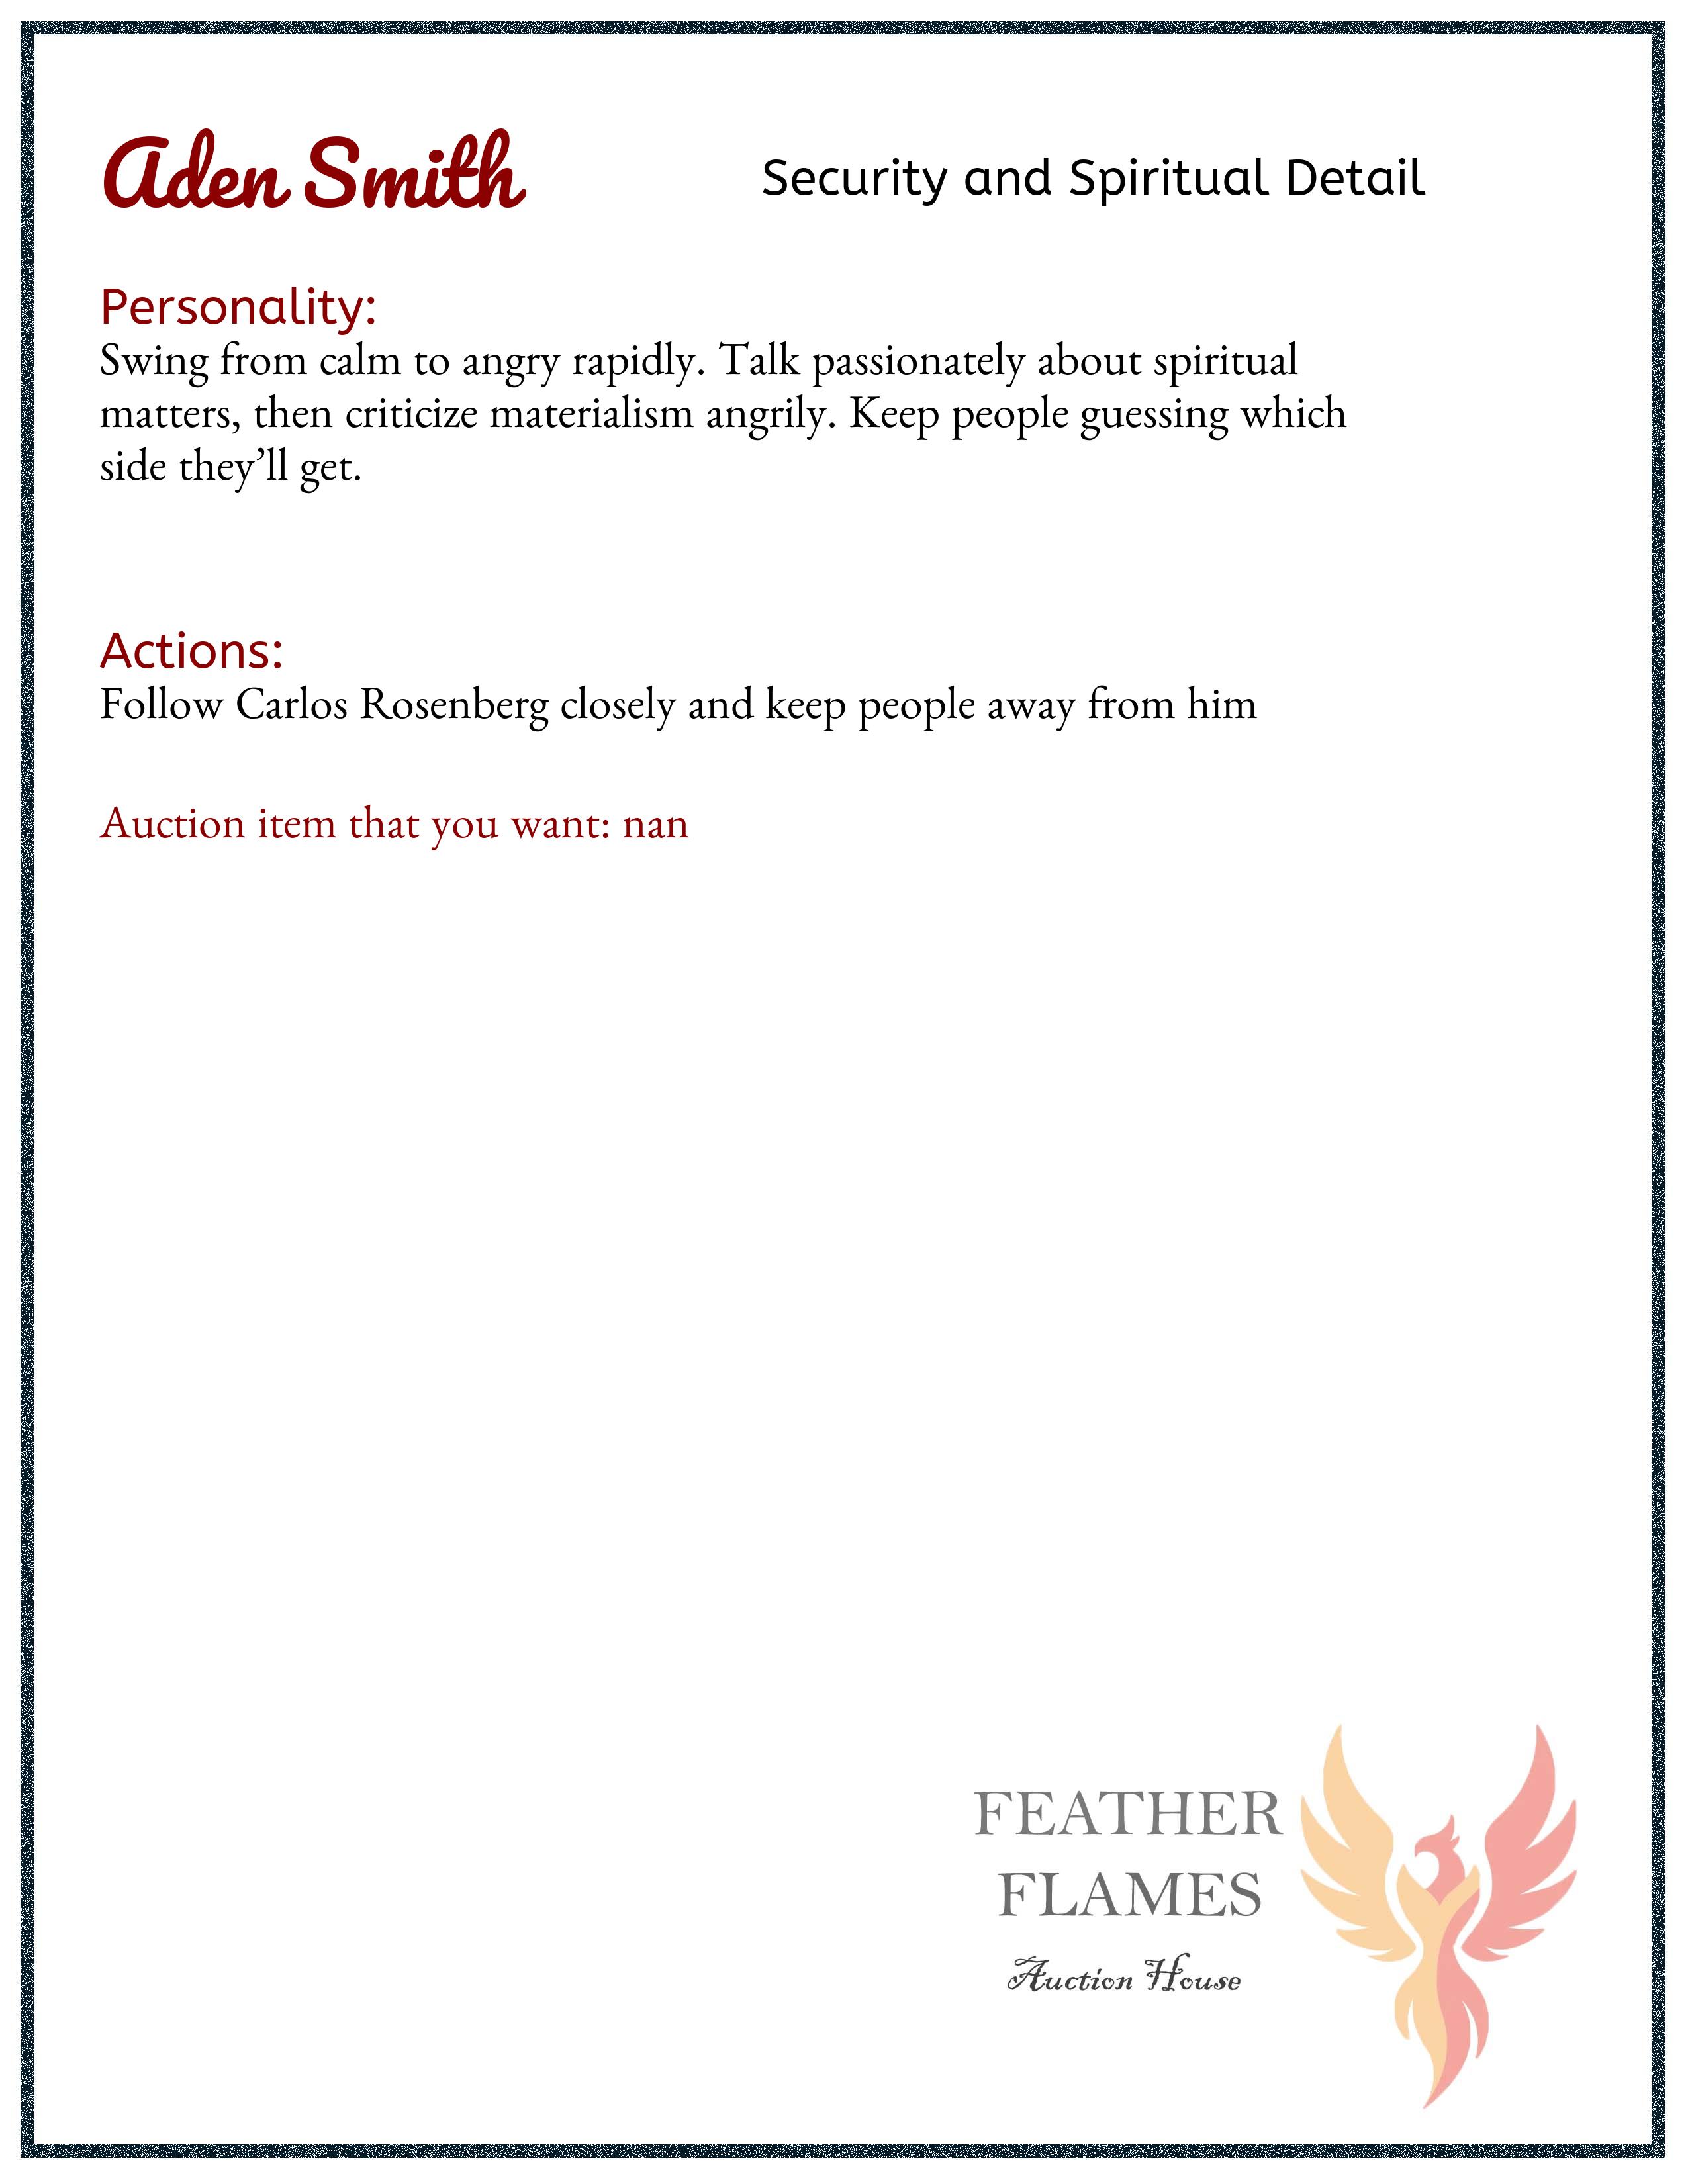 Aden Smith
Security and Spiritual Detail
Personality:
Swing from calm to angry rapidly. Talk passionately about spiritual
matters, then criticize materialism angrily. Keep people guessing which
side they’ll get.
Actions:
Follow Carlos Rosenberg closely and keep people away from him
Auction item that you want: nan
FEATHER
FLAMES
Auction House